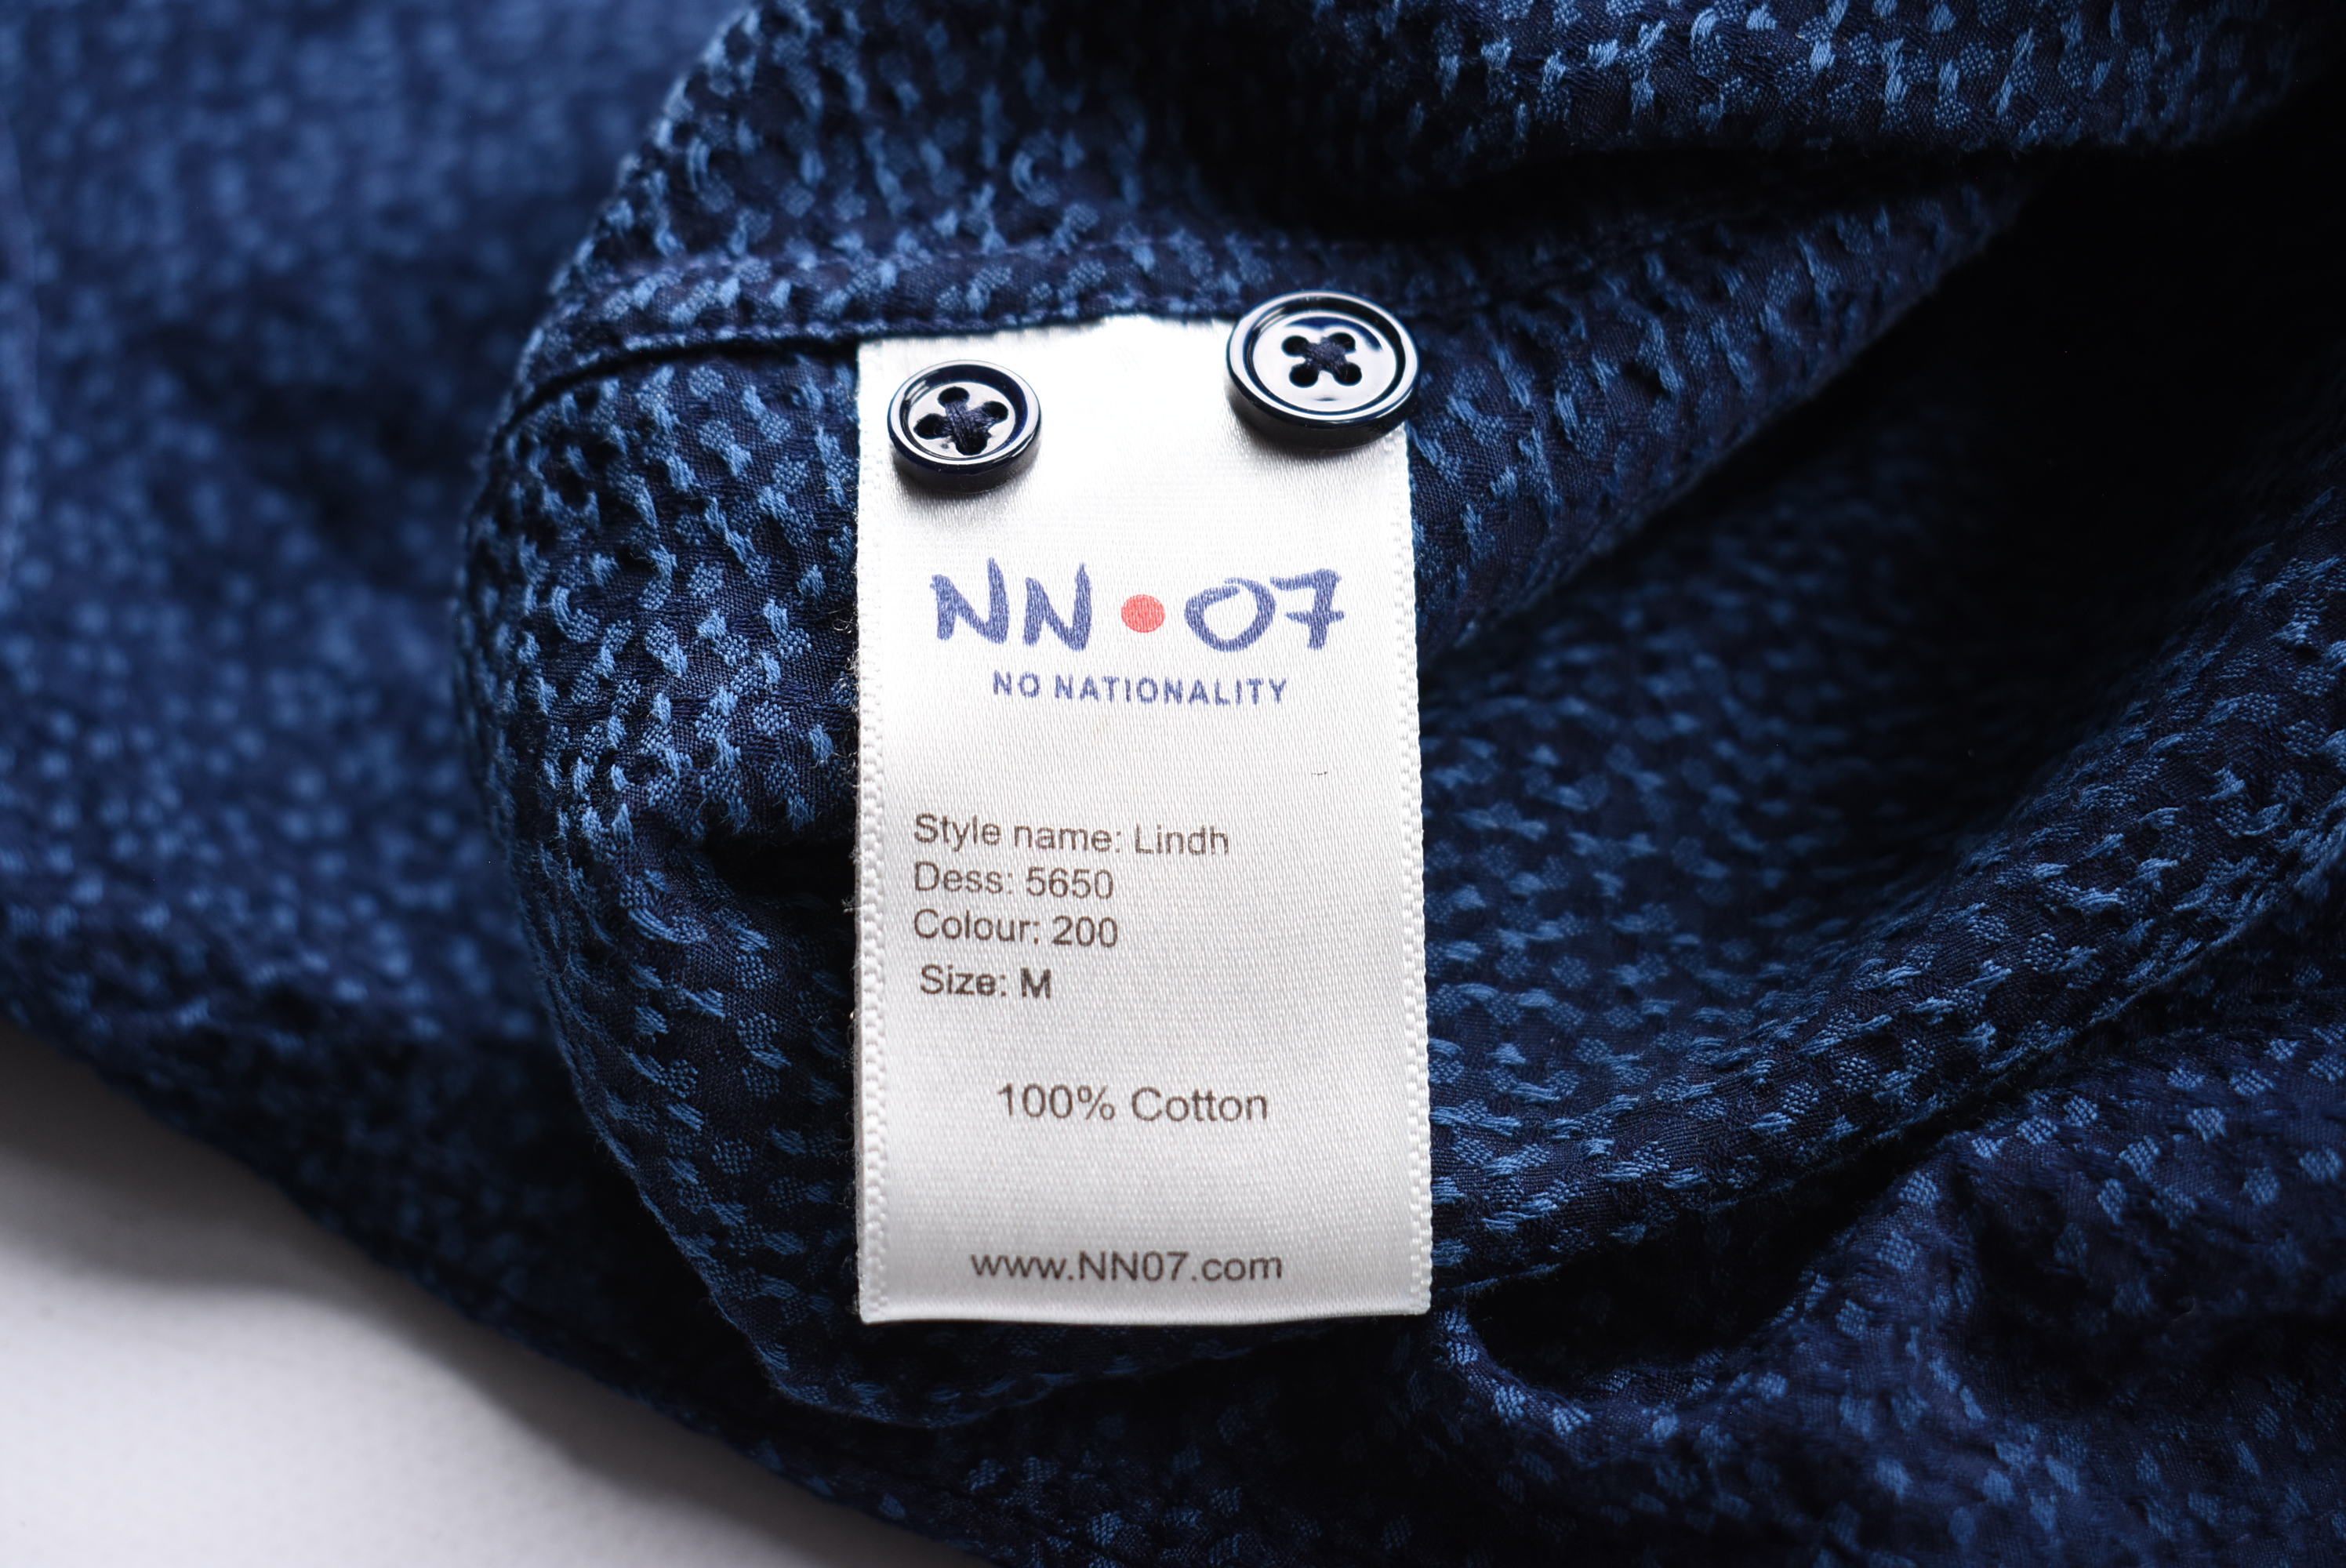 NN•07
NO NATIONALITY
Style name: Lindh
Dess: 5650
Colour: 200
Size: M
100% Cotton
www.NN07.com